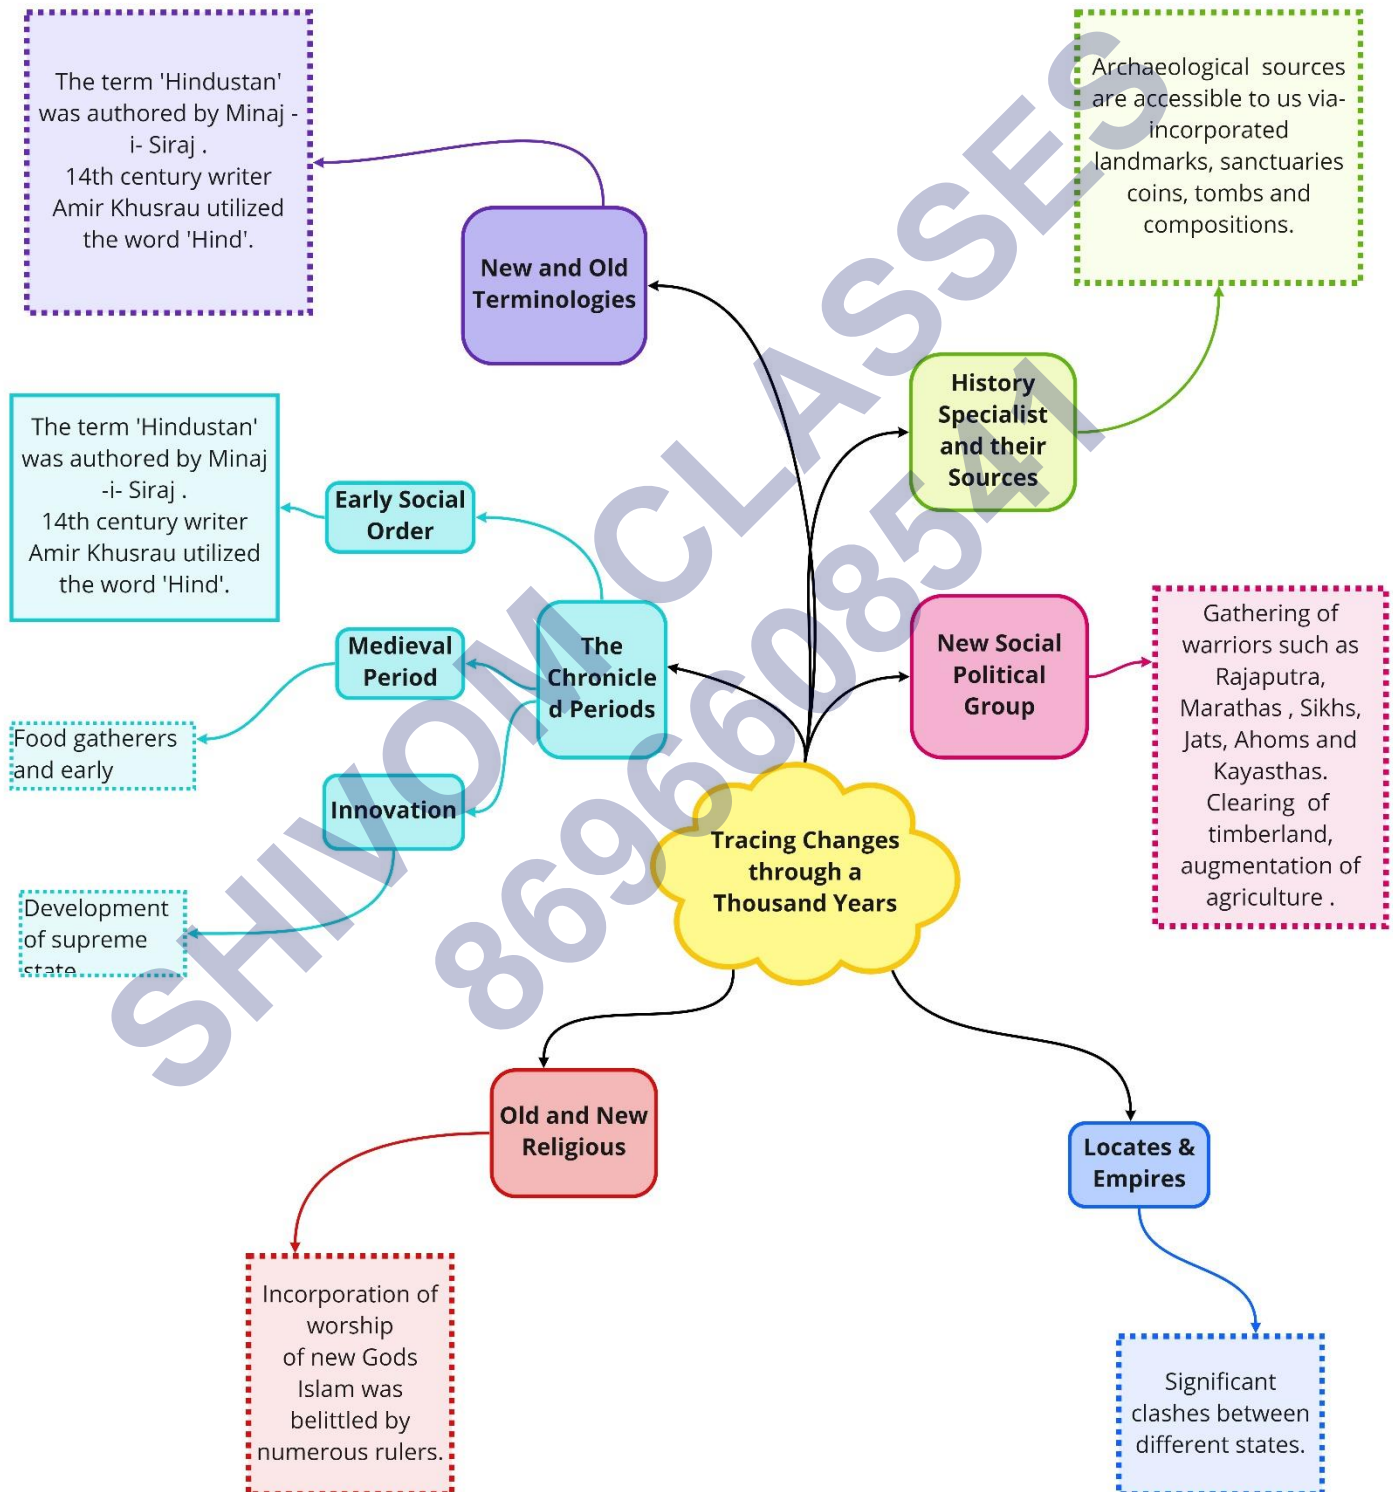 The term 'Hindustan'
was authored by Minaj -
i- Siraj .
14th century writer
Amir Khusrau utilized
the word 'Hind'.
New and Old
Terminologies
Archaeological sources
are accessible to us via-
incorporated
landmarks, sanctuaries
coins, tombs and
compositions.
History
Specialist
and their
Sources
The term 'Hindustan'
was authored by Minaj
-i- Siraj .
14th century writer
Amir Khusrau utilized
the word 'Hind'.
Early Social
Order
Medieval
Period
The
Chronicle
d Periods
Food gatherers
and early
Innovation
Development
of supreme
state
New Social
Political
Group
Gathering of
warriors such as
Rajaputra,
Marathas , Sikhs,
Jats, Ahoms and
Kayasthas.
Clearing of
timberland,
augmentation of
agriculture .
Tracing Changes
through a
Thousand Years
Old and New
Religious
Locates &
Empires
Incorporation of
worship
of new Gods
Islam was
belittled by
numerous rulers.
Significant
clashes between
different states.
SHIVOM CLASSES
8696608541